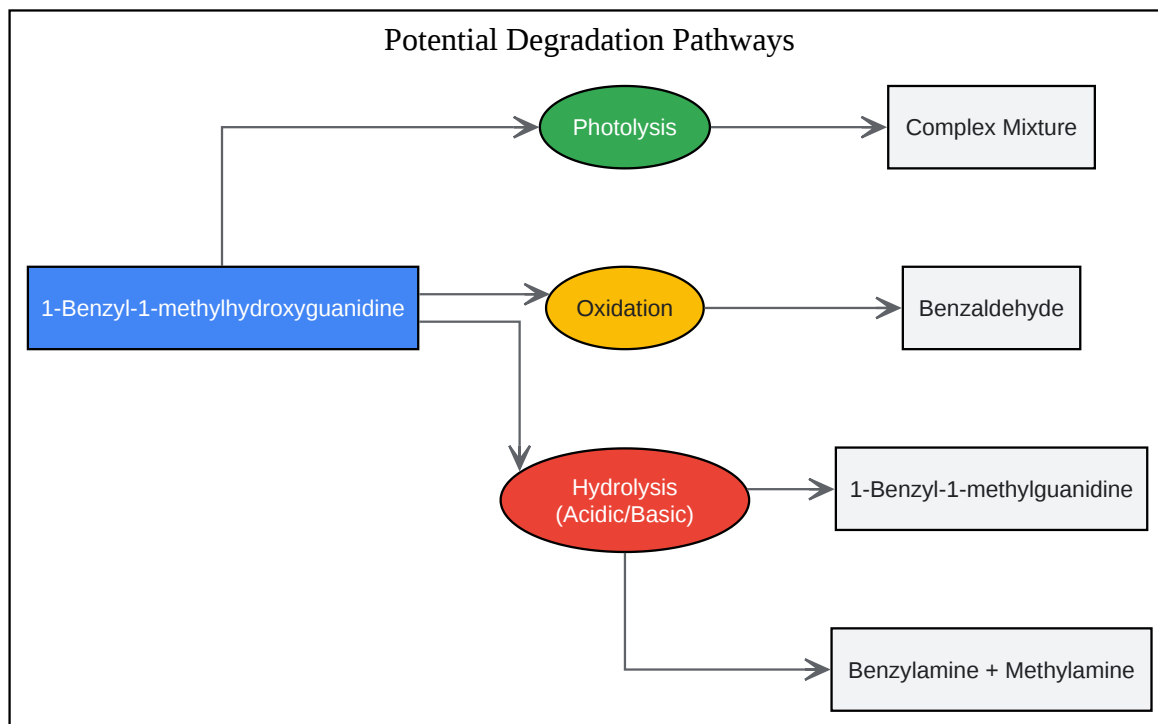 Potential Degradation Pathways
Photolysis
Complex Mixture
1-Benzyl-1-methylhydroxyguanidine
Oxidation
Benzaldehyde
Hydrolysis
(Acidic/Basic)
1-Benzyl-1-methylguanidine
Benzylamine + Methylamine